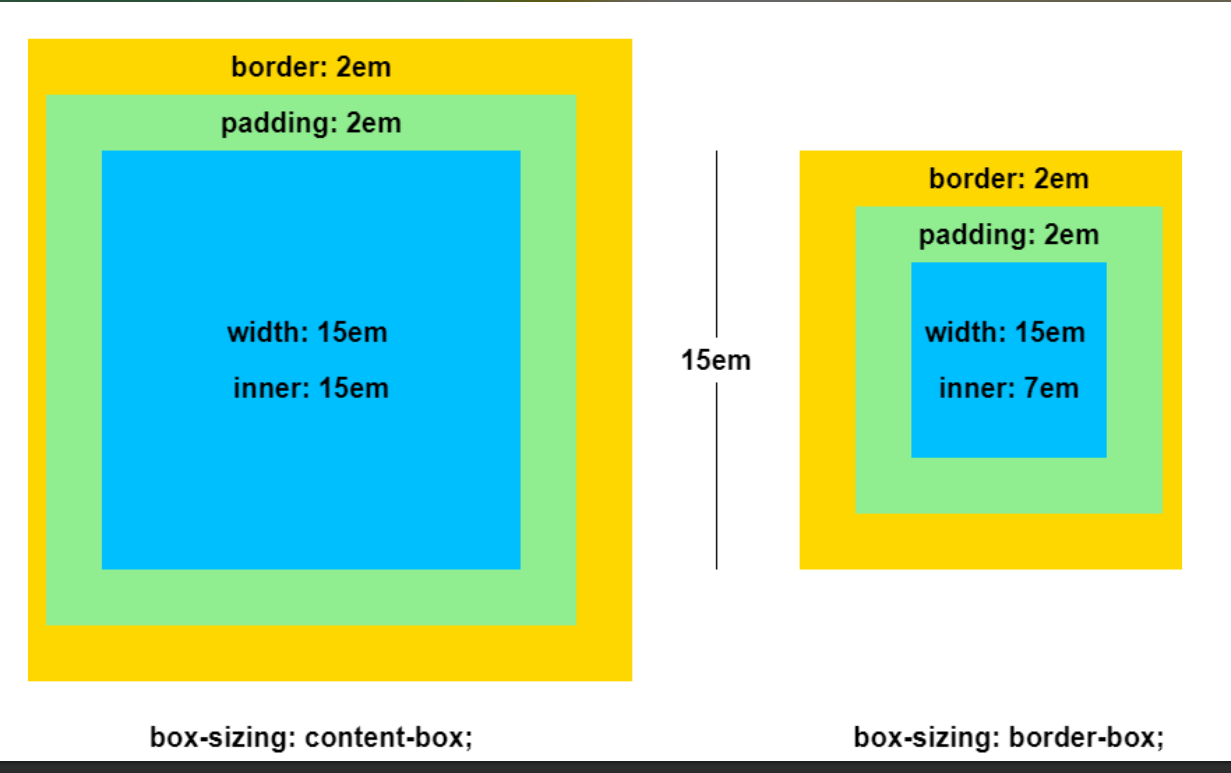 border: 2em
padding: 2em
width: 15em
inner: 15em
15em
border: 2em
padding: 2em
width: 15em
inner: 7em
box-sizing: content-box;
box-sizing: border-box;